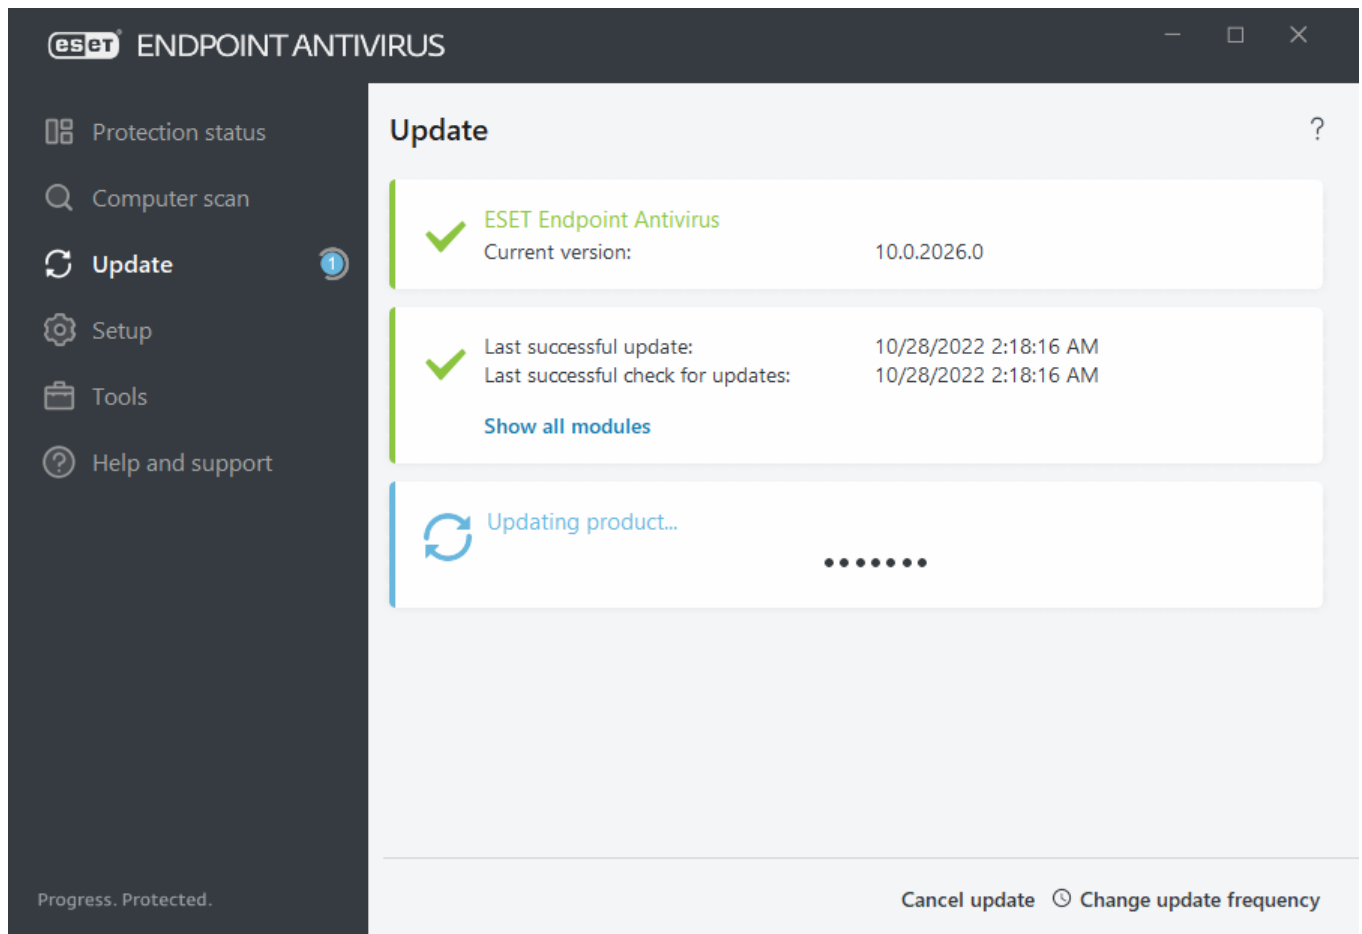 eset ENDPOINT ANTIVIRUS
Protection status
Computer scan
Update 1
Setup
Tools
Help and support
Progress. Protected.
Update ?
ESET Endpoint Antivirus
Current version: 10.0.2026.0
Last successful update: 10/28/2022 2:18:16 AM
Last successful check for updates: 10/28/2022 2:18:16 AM
Show all modules
Updating product...
Cancel update Change update frequency